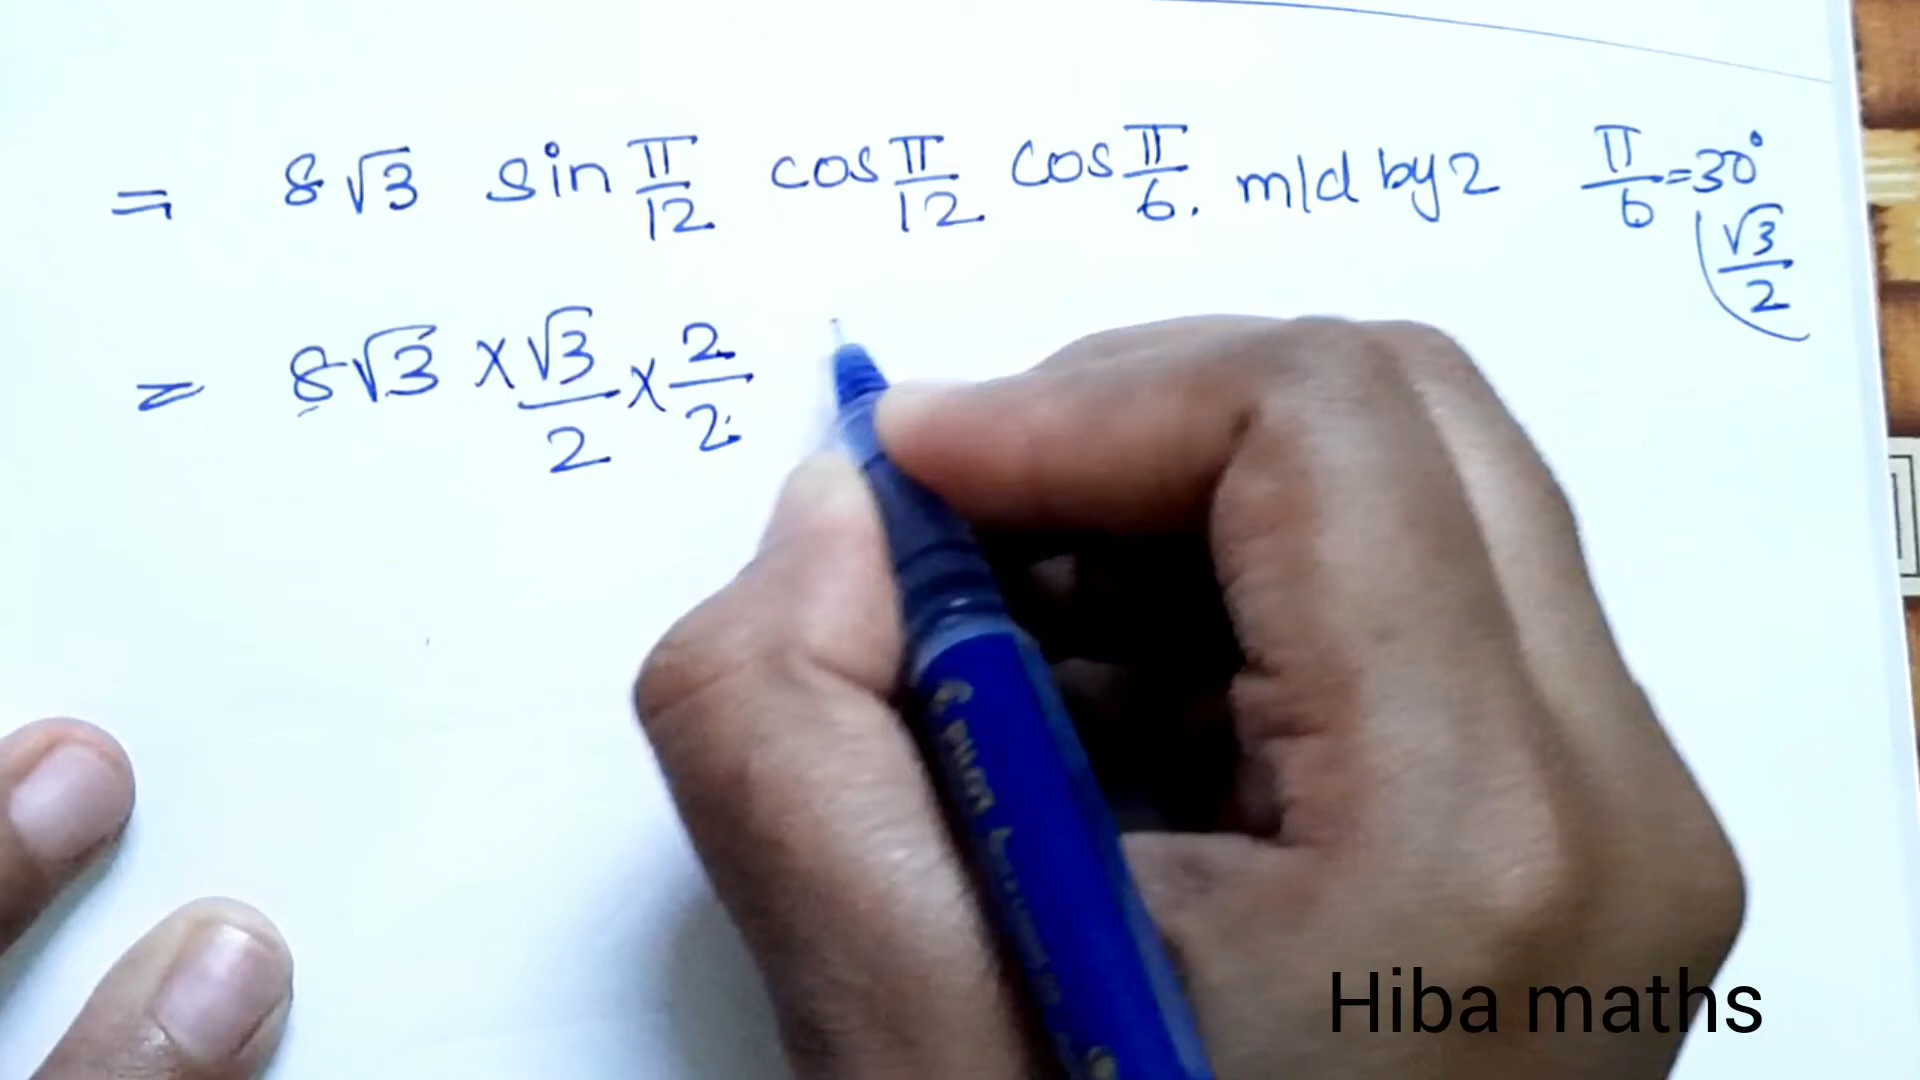 = 8√3 sin π/12 cos π/12 cos π/6. m/d by 2 π/6 = 30°
√3/2
= 8√3 × √3/2 × 2/2
PILOT
Hiba maths